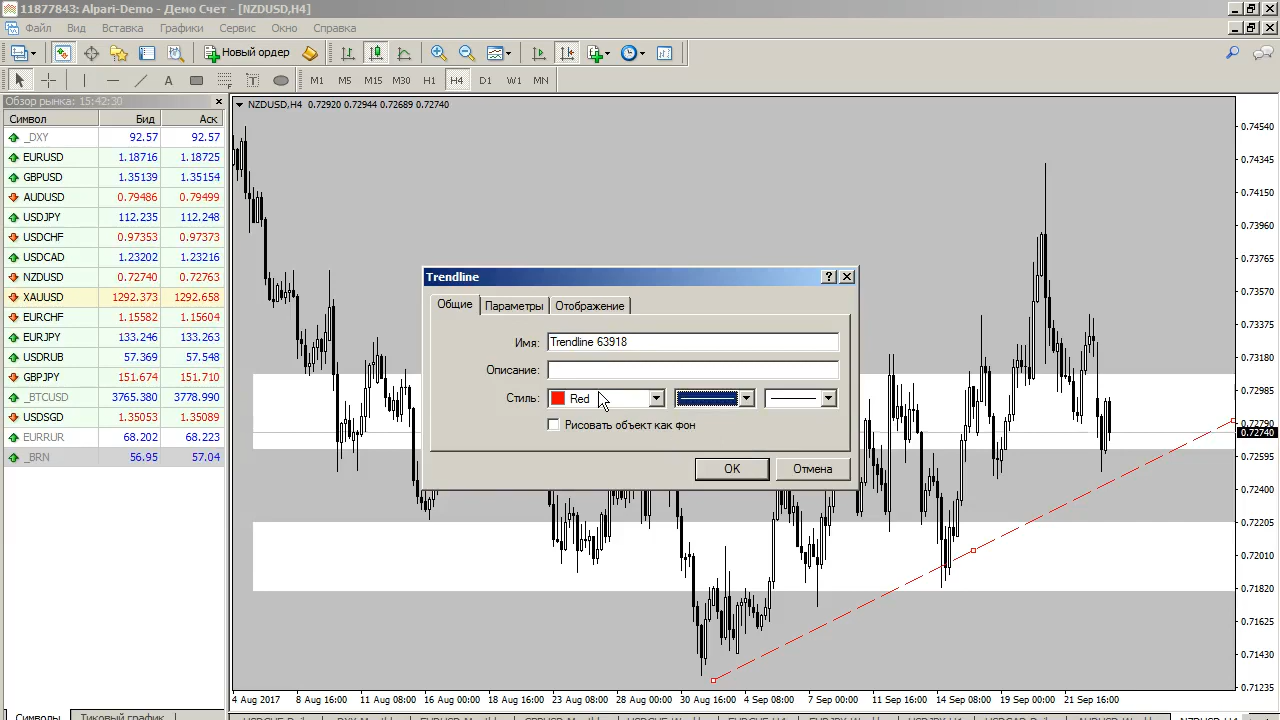 11877843: Alpari-Demo - Демо Счет - [NZDUSD,H4]
Файл Вид Вставка Графики Сервис Окно Справка
Новый ордер
A T M1 M5 M15 M30 H1 H4 D1 W1 MN
Обзор рынка: 15:42:30
Символ Бид Аск
_DXY 92.57 92.57
EURUSD 1.18716 1.18725
GBPUSD 1.35139 1.35154
AUDUSD 0.79486 0.79499
USDJPY 112.235 112.248
USDCHF 0.97353 0.97373
USDCAD 1.23202 1.23216
NZDUSD 0.72740 0.72763
XAUUSD 1292.373 1292.658
EURCHF 1.15582 1.15604
EURJPY 133.246 133.263
USDRUB 57.369 57.548
GBPJPY 151.674 151.710
_BTCUSD 3765.380 3778.990
USDSGD 1.35053 1.35089
EURRUR 68.202 68.223
_BRN 56.95 57.04
Символы Тиковый график
NZDUSD,H4 0.72920 0.72944 0.72689 0.72740
Trendline
Общие Параметры Отображение
Имя: Trendline 63918
Описание:
Стиль: Red
Рисовать объект как фон
OK Отмена
0.74540
0.74345
0.74150
0.73960
0.73765
0.73570
0.73375
0.73180
0.72985
0.72790
0.72740
0.72595
0.72400
0.72205
0.72010
0.71820
0.71625
0.71430
0.71235
4 Aug 2017 8 Aug 16:00 11 Aug 08:00 16 Aug 00:00 18 Aug 16:00 23 Aug 08:00 28 Aug 00:00 30 Aug 16:00 4 Sep 08:00 7 Sep 00:00 11 Sep 16:00 14 Sep 08:00 19 Sep 00:00 21 Sep 16:00